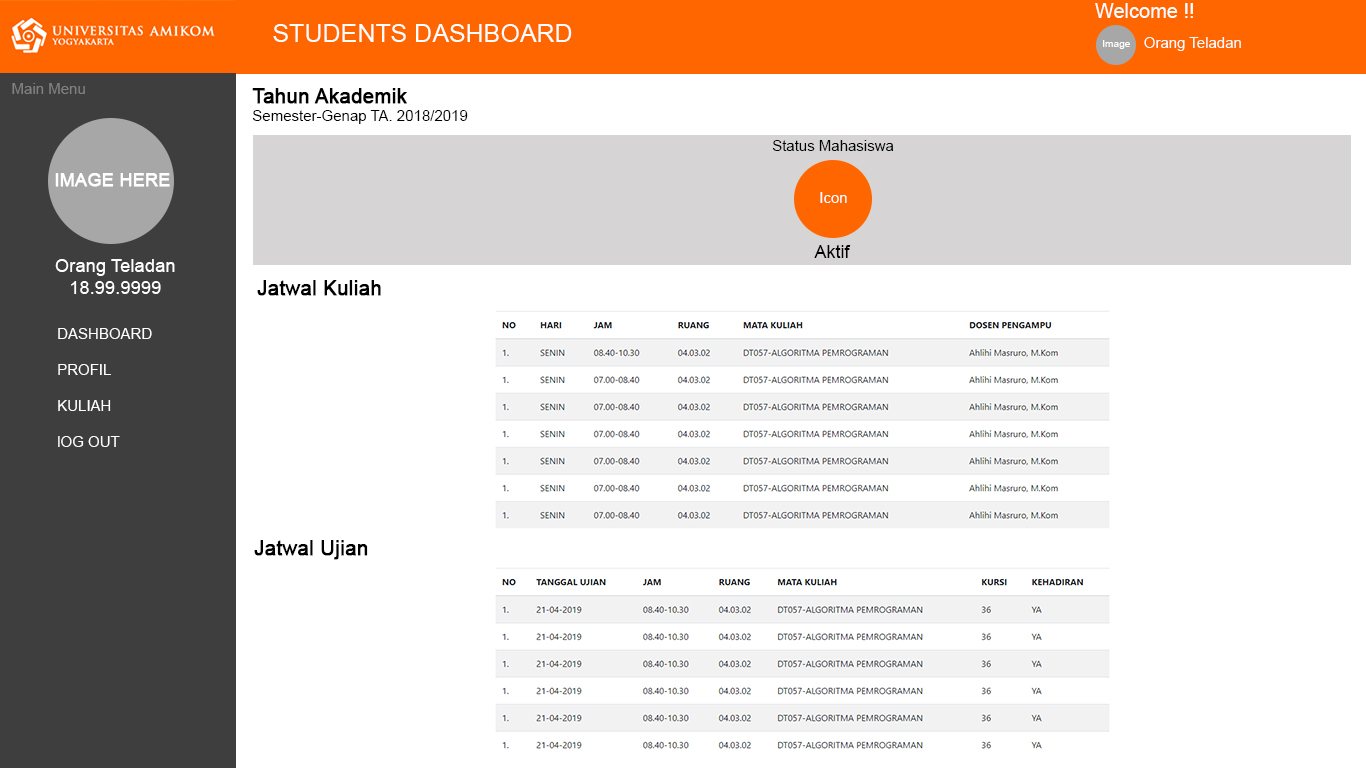 UNIVERSITAS AMIKOM
YOGYAKARTA
STUDENTS DASHBOARD
Welcome !!
Image
Orang Teladan
Main Menu
IMAGE HERE
Orang Teladan
18.99.9999
DASHBOARD
PROFIL
KULIAH
lOG OUT
Tahun Akademik
Semester-Genap TA. 2018/2019
Status Mahasiswa
Icon
Aktif
Jatwal Kuliah
NO HARI JAM RUANG MATA KULIAH DOSEN PENGAMPU
1. SENIN 08.40-10.30 04.03.02 DT057-ALGORITMA PEMROGRAMAN Ahlihi Masruro, M.Kom
1. SENIN 07.00-08.40 04.03.02 DT057-ALGORITMA PEMROGRAMAN Ahlihi Masruro, M.Kom
1. SENIN 07.00-08.40 04.03.02 DT057-ALGORITMA PEMROGRAMAN Ahlihi Masruro, M.Kom
1. SENIN 07.00-08.40 04.03.02 DT057-ALGORITMA PEMROGRAMAN Ahlihi Masruro, M.Kom
1. SENIN 07.00-08.40 04.03.02 DT057-ALGORITMA PEMROGRAMAN Ahlihi Masruro, M.Kom
1. SENIN 07.00-08.40 04.03.02 DT057-ALGORITMA PEMROGRAMAN Ahlihi Masruro, M.Kom
1. SENIN 07.00-08.40 04.03.02 DT057-ALGORITMA PEMROGRAMAN Ahlihi Masruro, M.Kom
Jatwal Ujian
NO TANGGAL UJIAN JAM RUANG MATA KULIAH KURSI KEHADIRAN
1. 21-04-2019 08.40-10.30 04.03.02 DT057-ALGORITMA PEMROGRAMAN 36 YA
1. 21-04-2019 08.40-10.30 04.03.02 DT057-ALGORITMA PEMROGRAMAN 36 YA
1. 21-04-2019 08.40-10.30 04.03.02 DT057-ALGORITMA PEMROGRAMAN 36 YA
1. 21-04-2019 08.40-10.30 04.03.02 DT057-ALGORITMA PEMROGRAMAN 36 YA
1. 21-04-2019 08.40-10.30 04.03.02 DT057-ALGORITMA PEMROGRAMAN 36 YA
1. 21-04-2019 08.40-10.30 04.03.02 DT057-ALGORITMA PEMROGRAMAN 36 YA